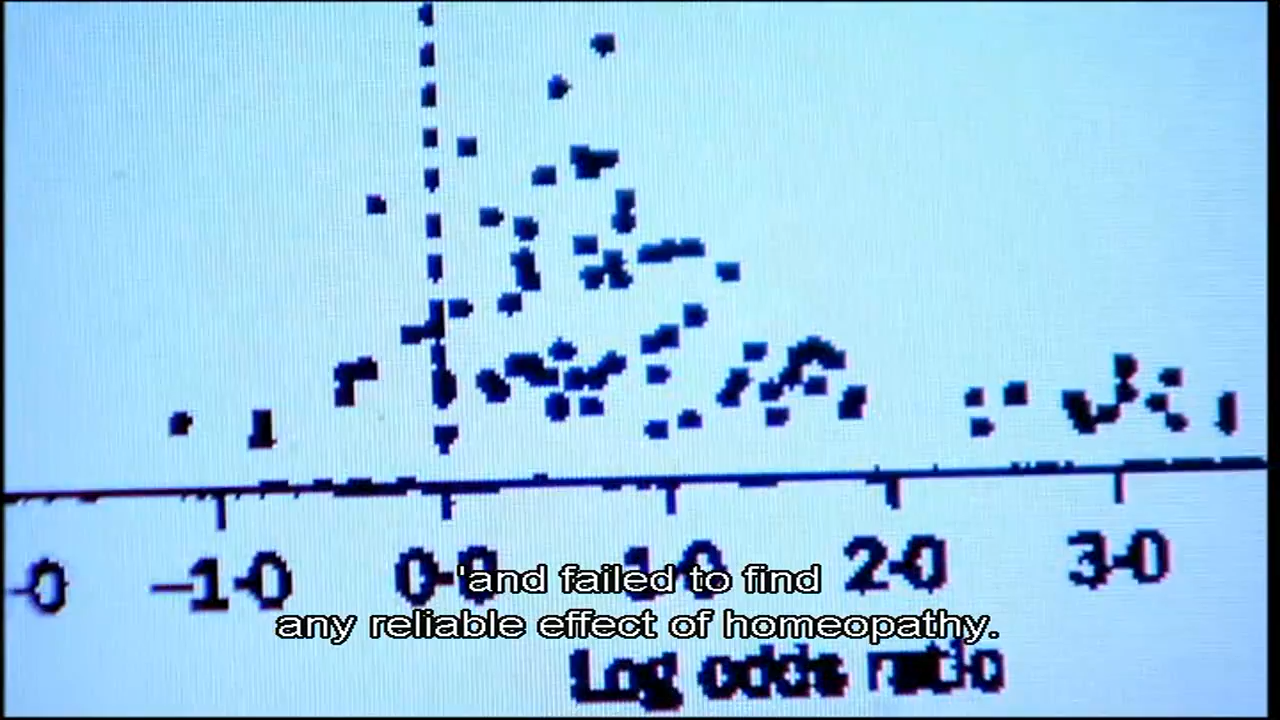 -0 -1·0 0·0 1·0 2·0 3·0
'and failed to find
any reliable effect of homeopathy.
Log odds ratio